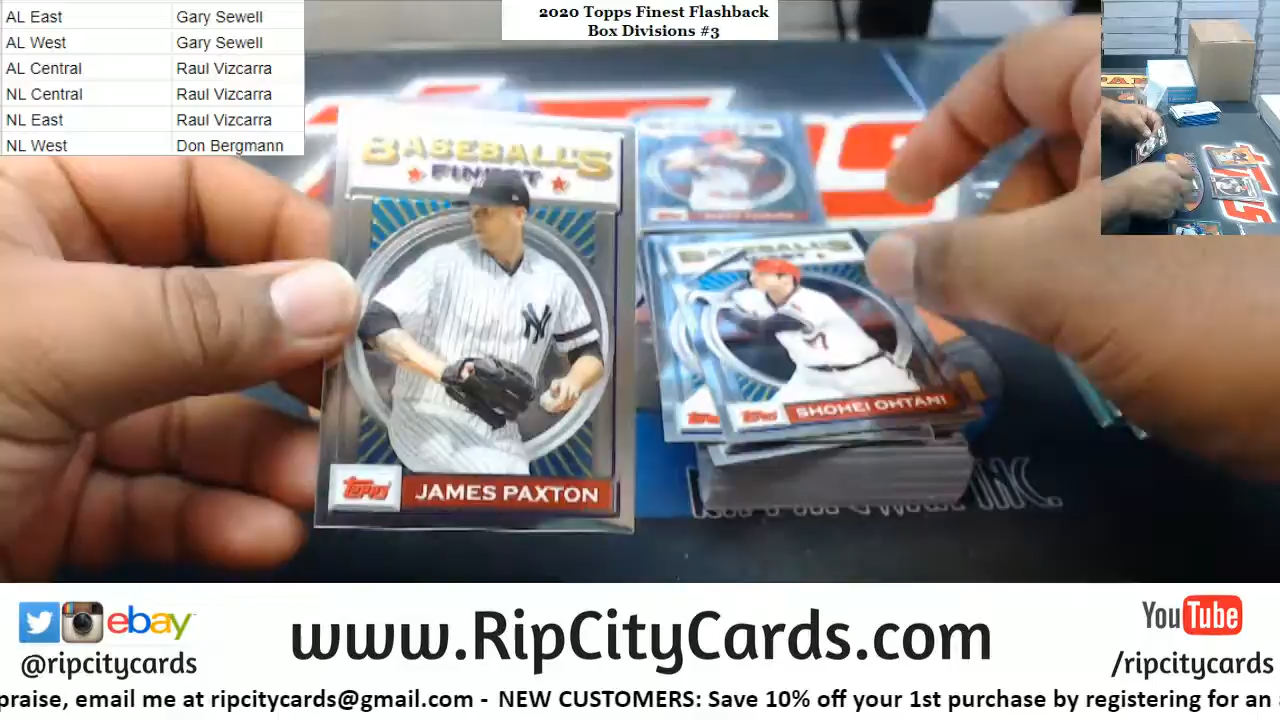 AL East Gary Sewell
AL West Gary Sewell
AL Central Raul Vizcarra
NL Central Raul Vizcarra
NL East Raul Vizcarra
NL West Don Bergmann
2020 Topps Finest Flashback
Box Divisions #3
BASEBALL'S
FINEST
NY
TOPPS
JAMES PAXTON
BASEBALL'S
TOPPS
SHOHEI OHTANI
INC.
ebay
@ripcitycards
www.RipCityCards.com
YouTube
/ripcitycards
praise, email me at ripcitycards@gmail.com - NEW CUSTOMERS: Save 10% off your 1st purchase by registering for an